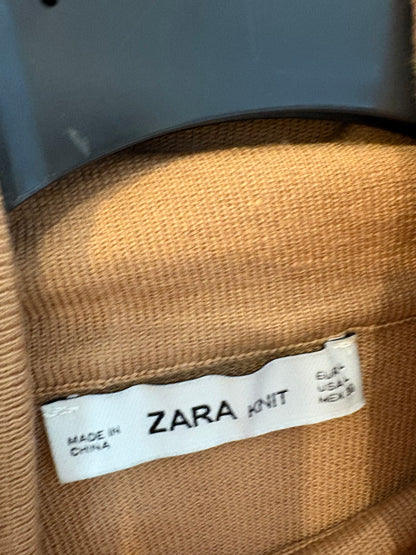 MADE IN
CHINA
ZARA KNIT
EUR L
USA L
MEX